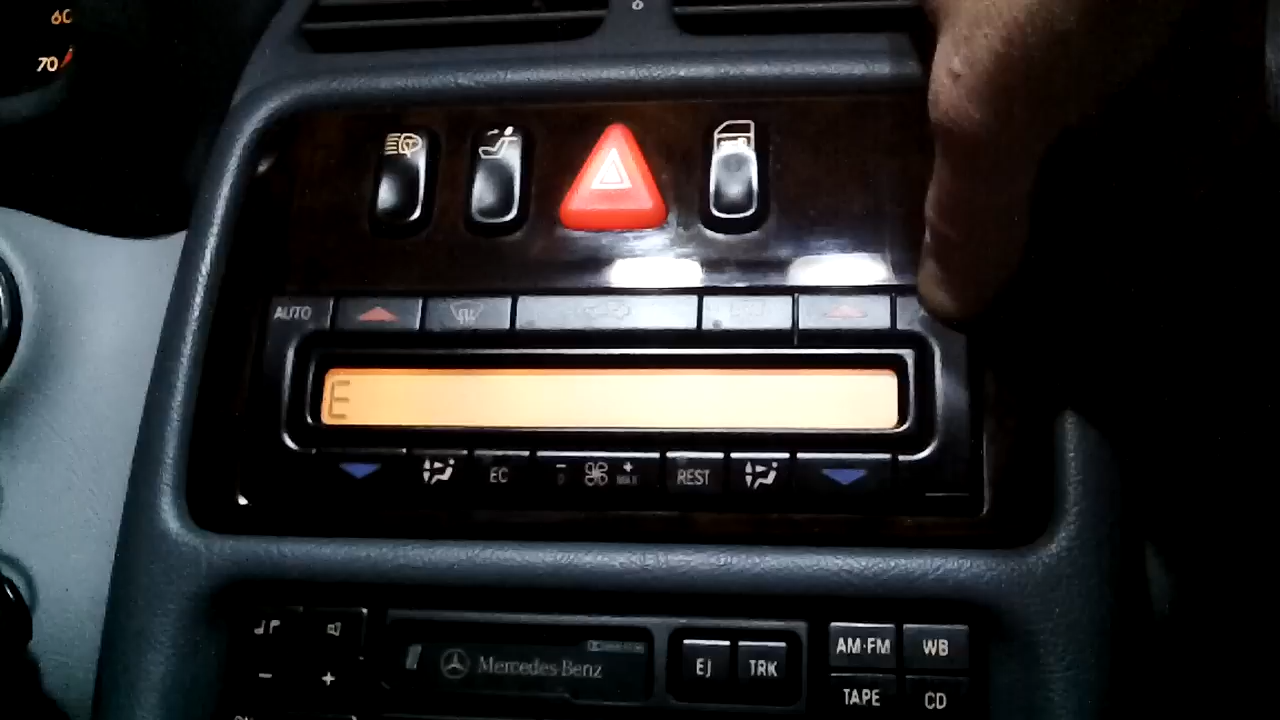 60
70
AUTO
E
EC
- + 
0 MAX
REST
Mercedes-Benz
EJ
TRK
AM·FM
WB
- +
TAPE
CD